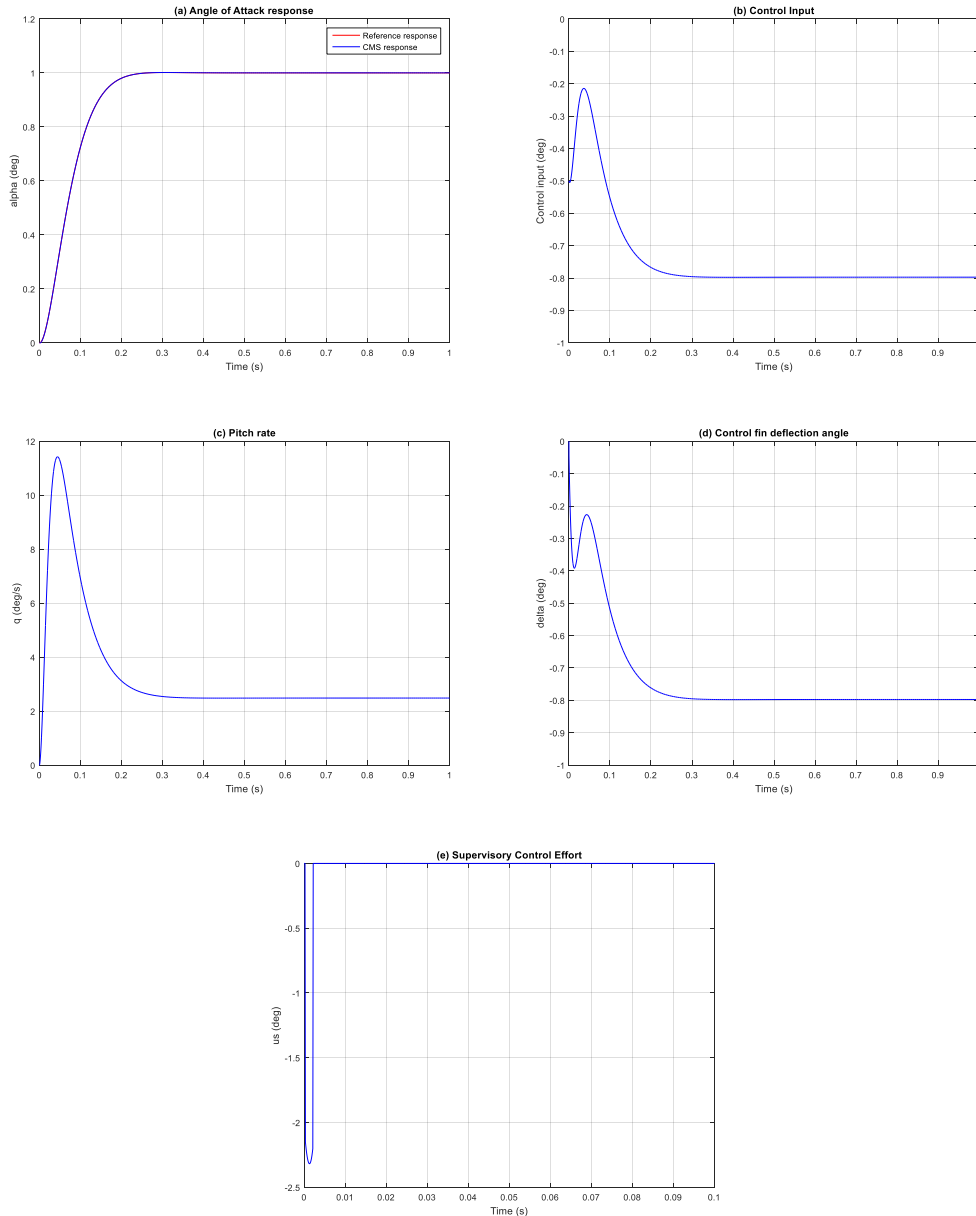 (a) Angle of Attack response
1.2
1
0.8
0.6
0.4
0.2
0
alpha (deg)
Reference response
CMS response
0 0.1 0.2 0.3 0.4 0.5 0.6 0.7 0.8 0.9 1
Time (s)
(b) Control Input
0
-0.1
-0.2
-0.3
-0.4
-0.5
-0.6
-0.7
-0.8
-0.9
-1
Control input (deg)
0 0.1 0.2 0.3 0.4 0.5 0.6 0.7 0.8 0.9
Time (s)
(c) Pitch rate
12
10
8
6
4
2
0
q (deg/s)
0 0.1 0.2 0.3 0.4 0.5 0.6 0.7 0.8 0.9 1
Time (s)
(d) Control fin deflection angle
0
-0.1
-0.2
-0.3
-0.4
-0.5
-0.6
-0.7
-0.8
-0.9
-1
delta (deg)
0 0.1 0.2 0.3 0.4 0.5 0.6 0.7 0.8 0.9
Time (s)
(e) Supervisory Control Effort
0
-0.5
-1
-1.5
-2
-2.5
us (deg)
0 0.01 0.02 0.03 0.04 0.05 0.06 0.07 0.08 0.09 0.1
Time (s)